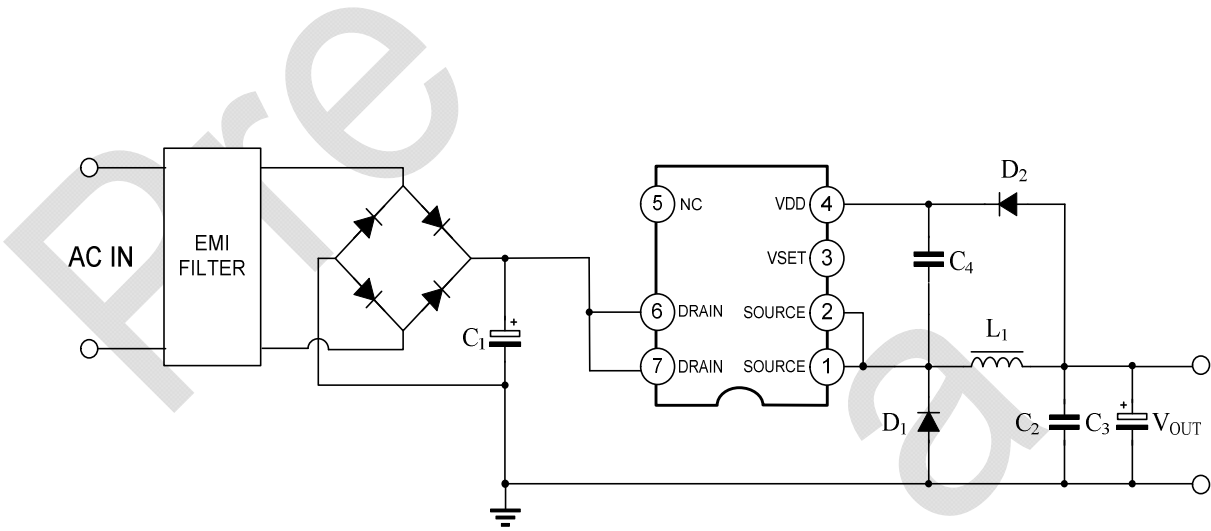 Pre
a
AC IN
EMI
FILTER
C1
+
5 NC
6 DRAIN
7 DRAIN
VDD 4
VSET 3
SOURCE 2
SOURCE 1
D2
C4
L1
D1
C2
C3
+
VOUT